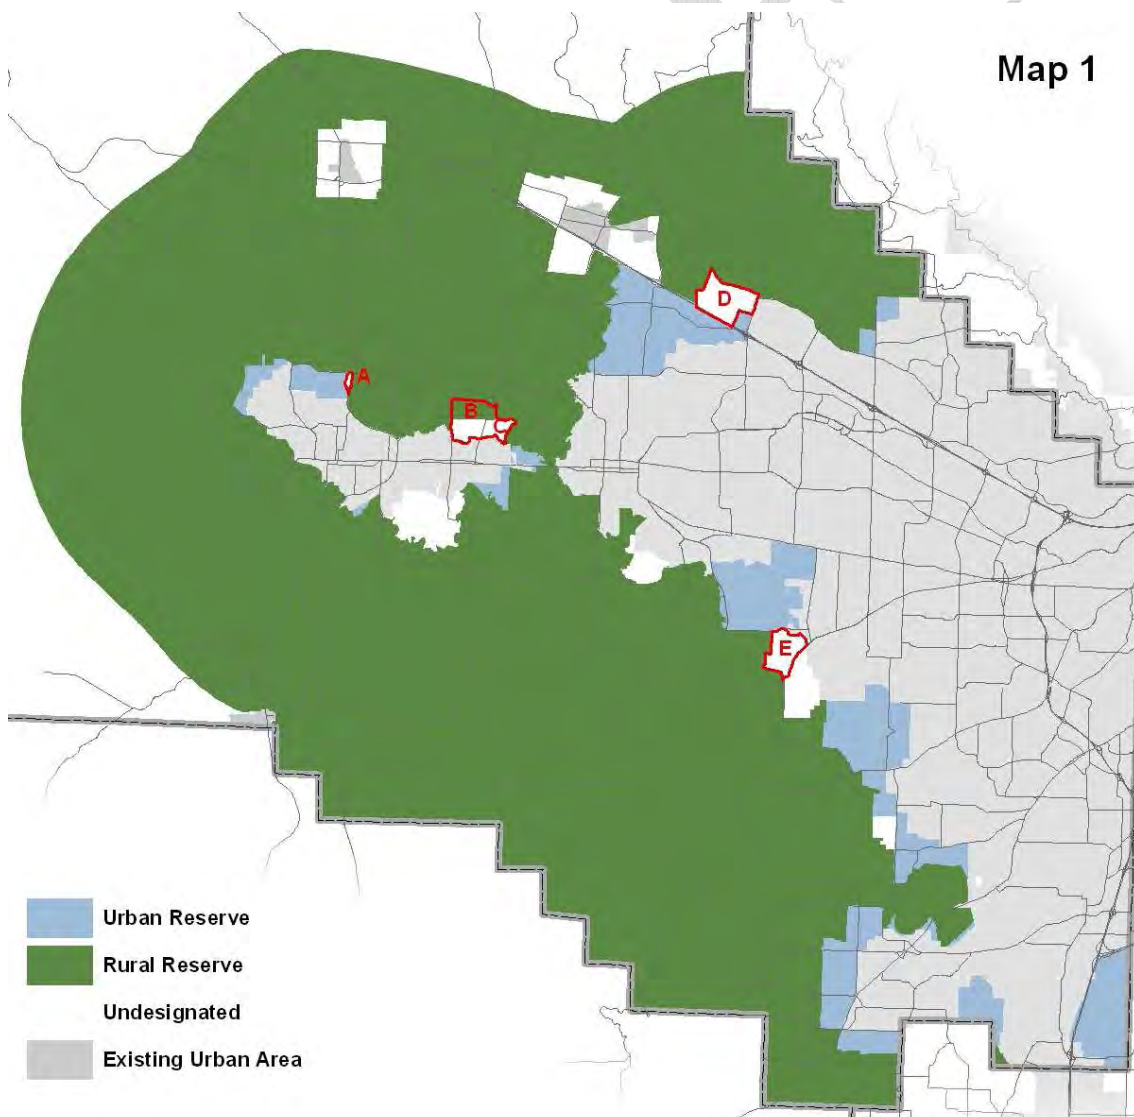 Map 1
D
A
B
C
E
Urban Reserve
Rural Reserve
Undesignated
Existing Urban Area